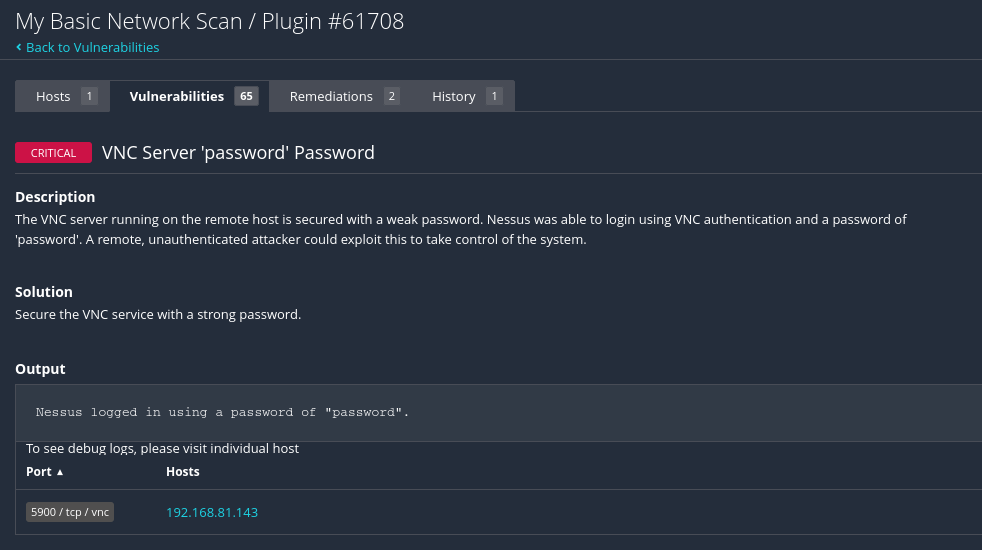 My Basic Network Scan / Plugin #61708
Back to Vulnerabilities
Hosts 1 Vulnerabilities 65 Remediations 2 History 1
CRITICAL VNC Server 'password' Password
Description
The VNC server running on the remote host is secured with a weak password. Nessus was able to login using VNC authentication and a password of
'password'. A remote, unauthenticated attacker could exploit this to take control of the system.
Solution
Secure the VNC service with a strong password.
Output
Nessus logged in using a password of "password".
To see debug logs, please visit individual host
Port ▲ Hosts
5900 / tcp / vnc 192.168.81.143